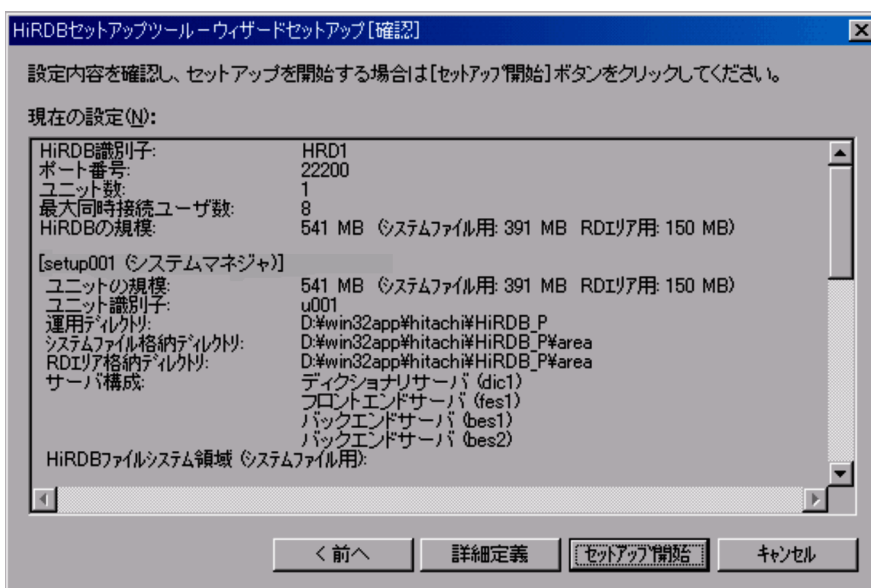 HiRDBセットアップツール－ウィザードセットアップ[確認]
設定内容を確認し、セットアップを開始する場合は[ｾｯﾄｱｯﾌﾟ開始]ボタンをクリックしてください。
現在の設定(N):
HiRDB識別子: HRD1
ポート番号: 22200
ユニット数: 1
最大同時接続ユーザ数: 8
HiRDBの規模: 541 MB （ｼｽﾃﾑﾌｧｲﾙ用: 391 MB RDｴﾘｱ用: 150 MB)
[setup001 (システムマネジャ)]
ユニットの規模: 541 MB （ｼｽﾃﾑﾌｧｲﾙ用: 391 MB RDｴﾘｱ用: 150 MB)
ユニット識別子: u001
運用ﾃﾞｨﾚｸﾄﾘ: D:¥win32app¥hitachi¥HiRDB_P
ｼｽﾃﾑﾌｧｲﾙ格納ﾃﾞｨﾚｸﾄﾘ: D:¥win32app¥hitachi¥HiRDB_P¥area
RDｴﾘｱ格納ﾃﾞｨﾚｸﾄﾘ: D:¥win32app¥hitachi¥HiRDB_P¥area
サーバ構成: ディクショナリサーバ (dic1)
フロントエンドサーバ (fes1)
バックエンドサーバ (bes1)
バックエンドサーバ (bes2)
HiRDBﾌｧｲﾙｼｽﾃﾑ領域 （ｼｽﾃﾑﾌｧｲﾙ用):
< 前へ 詳細定義 ｾｯﾄｱｯﾌﾟ開始 ｷｬﾝｾﾙ